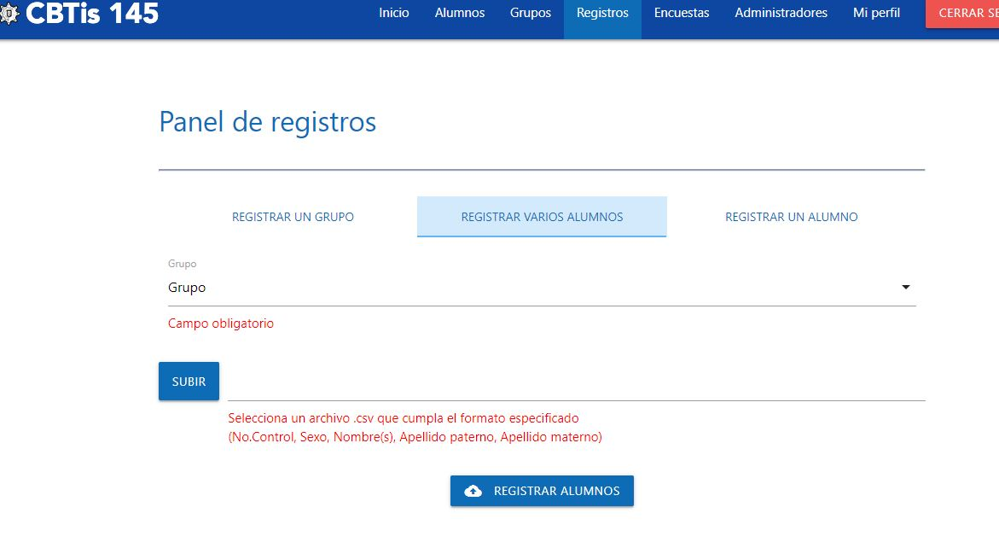 CBTis 145
Inicio Alumnos Grupos Registros Encuestas Administradores Mi perfil CERRAR SE
Panel de registros
REGISTRAR UN GRUPO REGISTRAR VARIOS ALUMNOS REGISTRAR UN ALUMNO
Grupo
Grupo
Campo obligatorio
SUBIR
Selecciona un archivo .csv que cumpla el formato especificado
(No.Control, Sexo, Nombre(s), Apellido paterno, Apellido materno)
REGISTRAR ALUMNOS